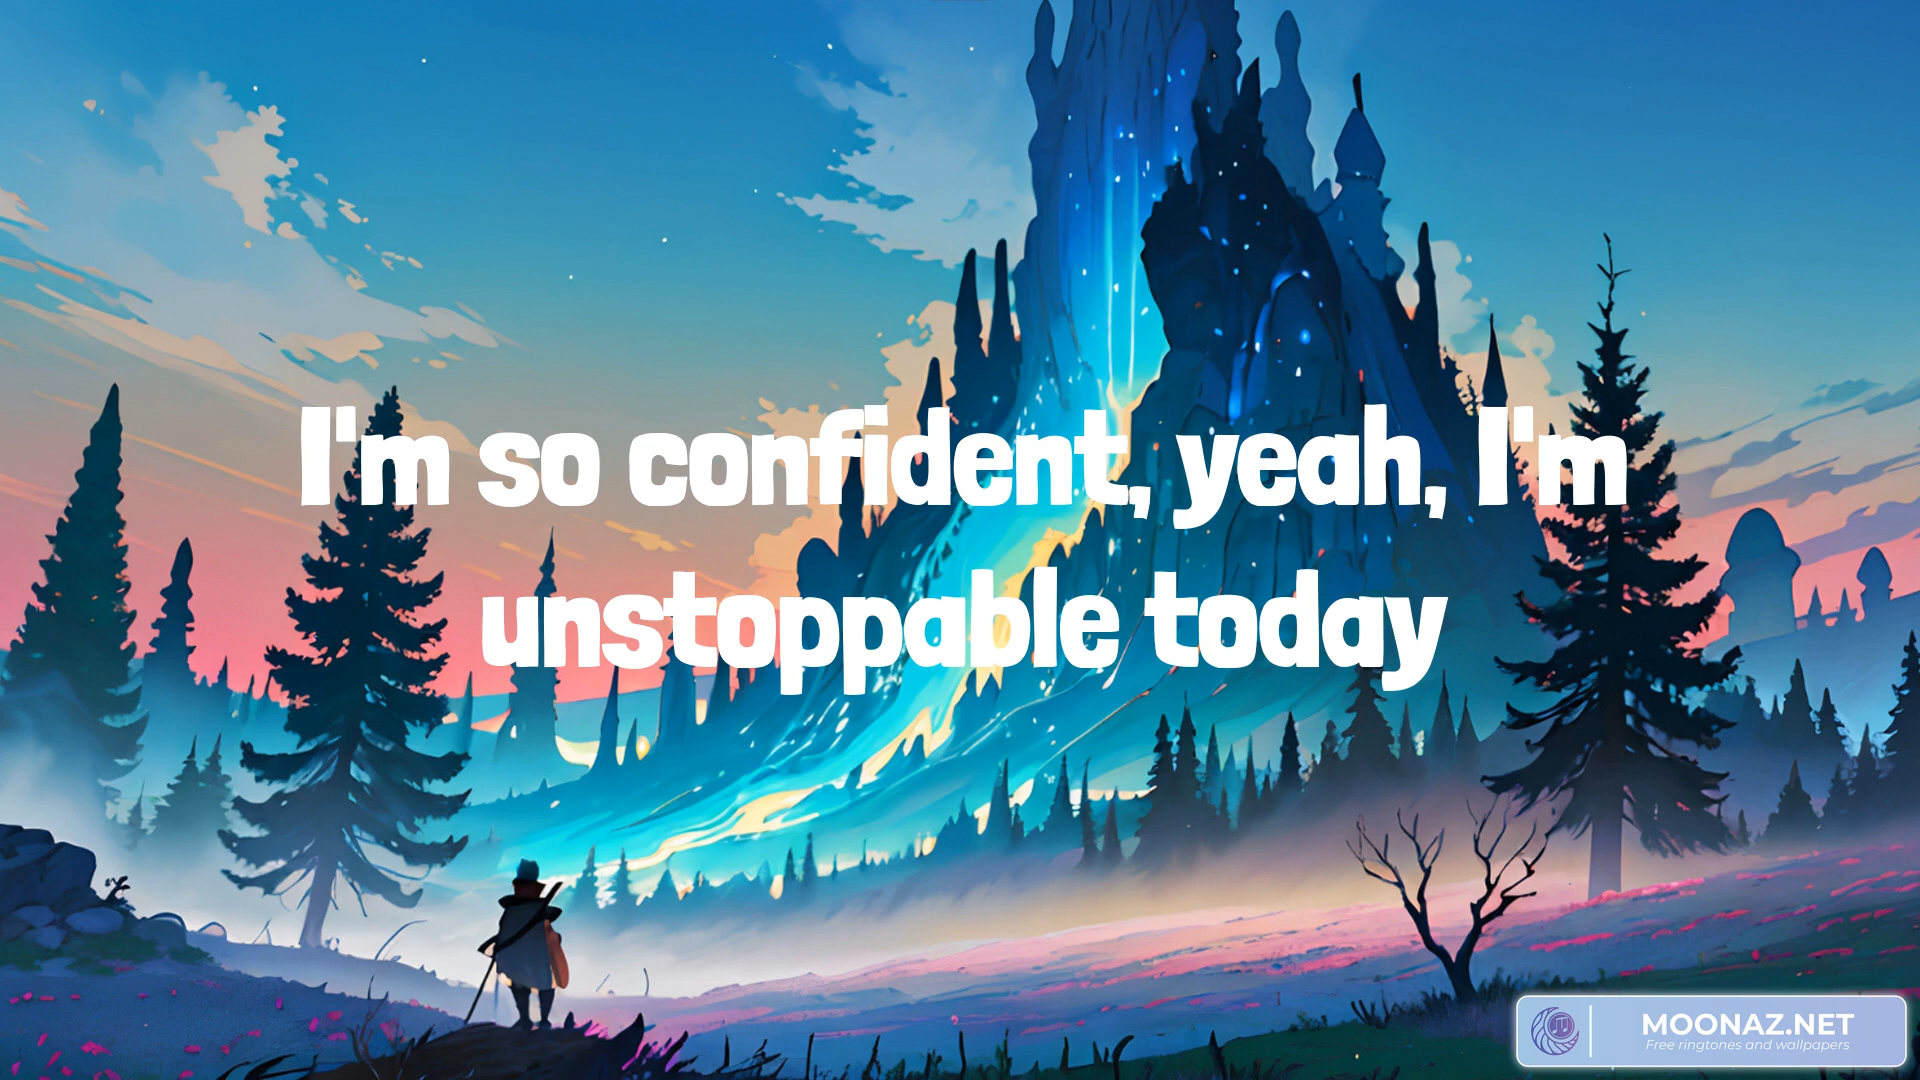 I'm so confident, yeah, I'm
unstoppable today
MOONAZ.NET
Free ringtones and wallpapers